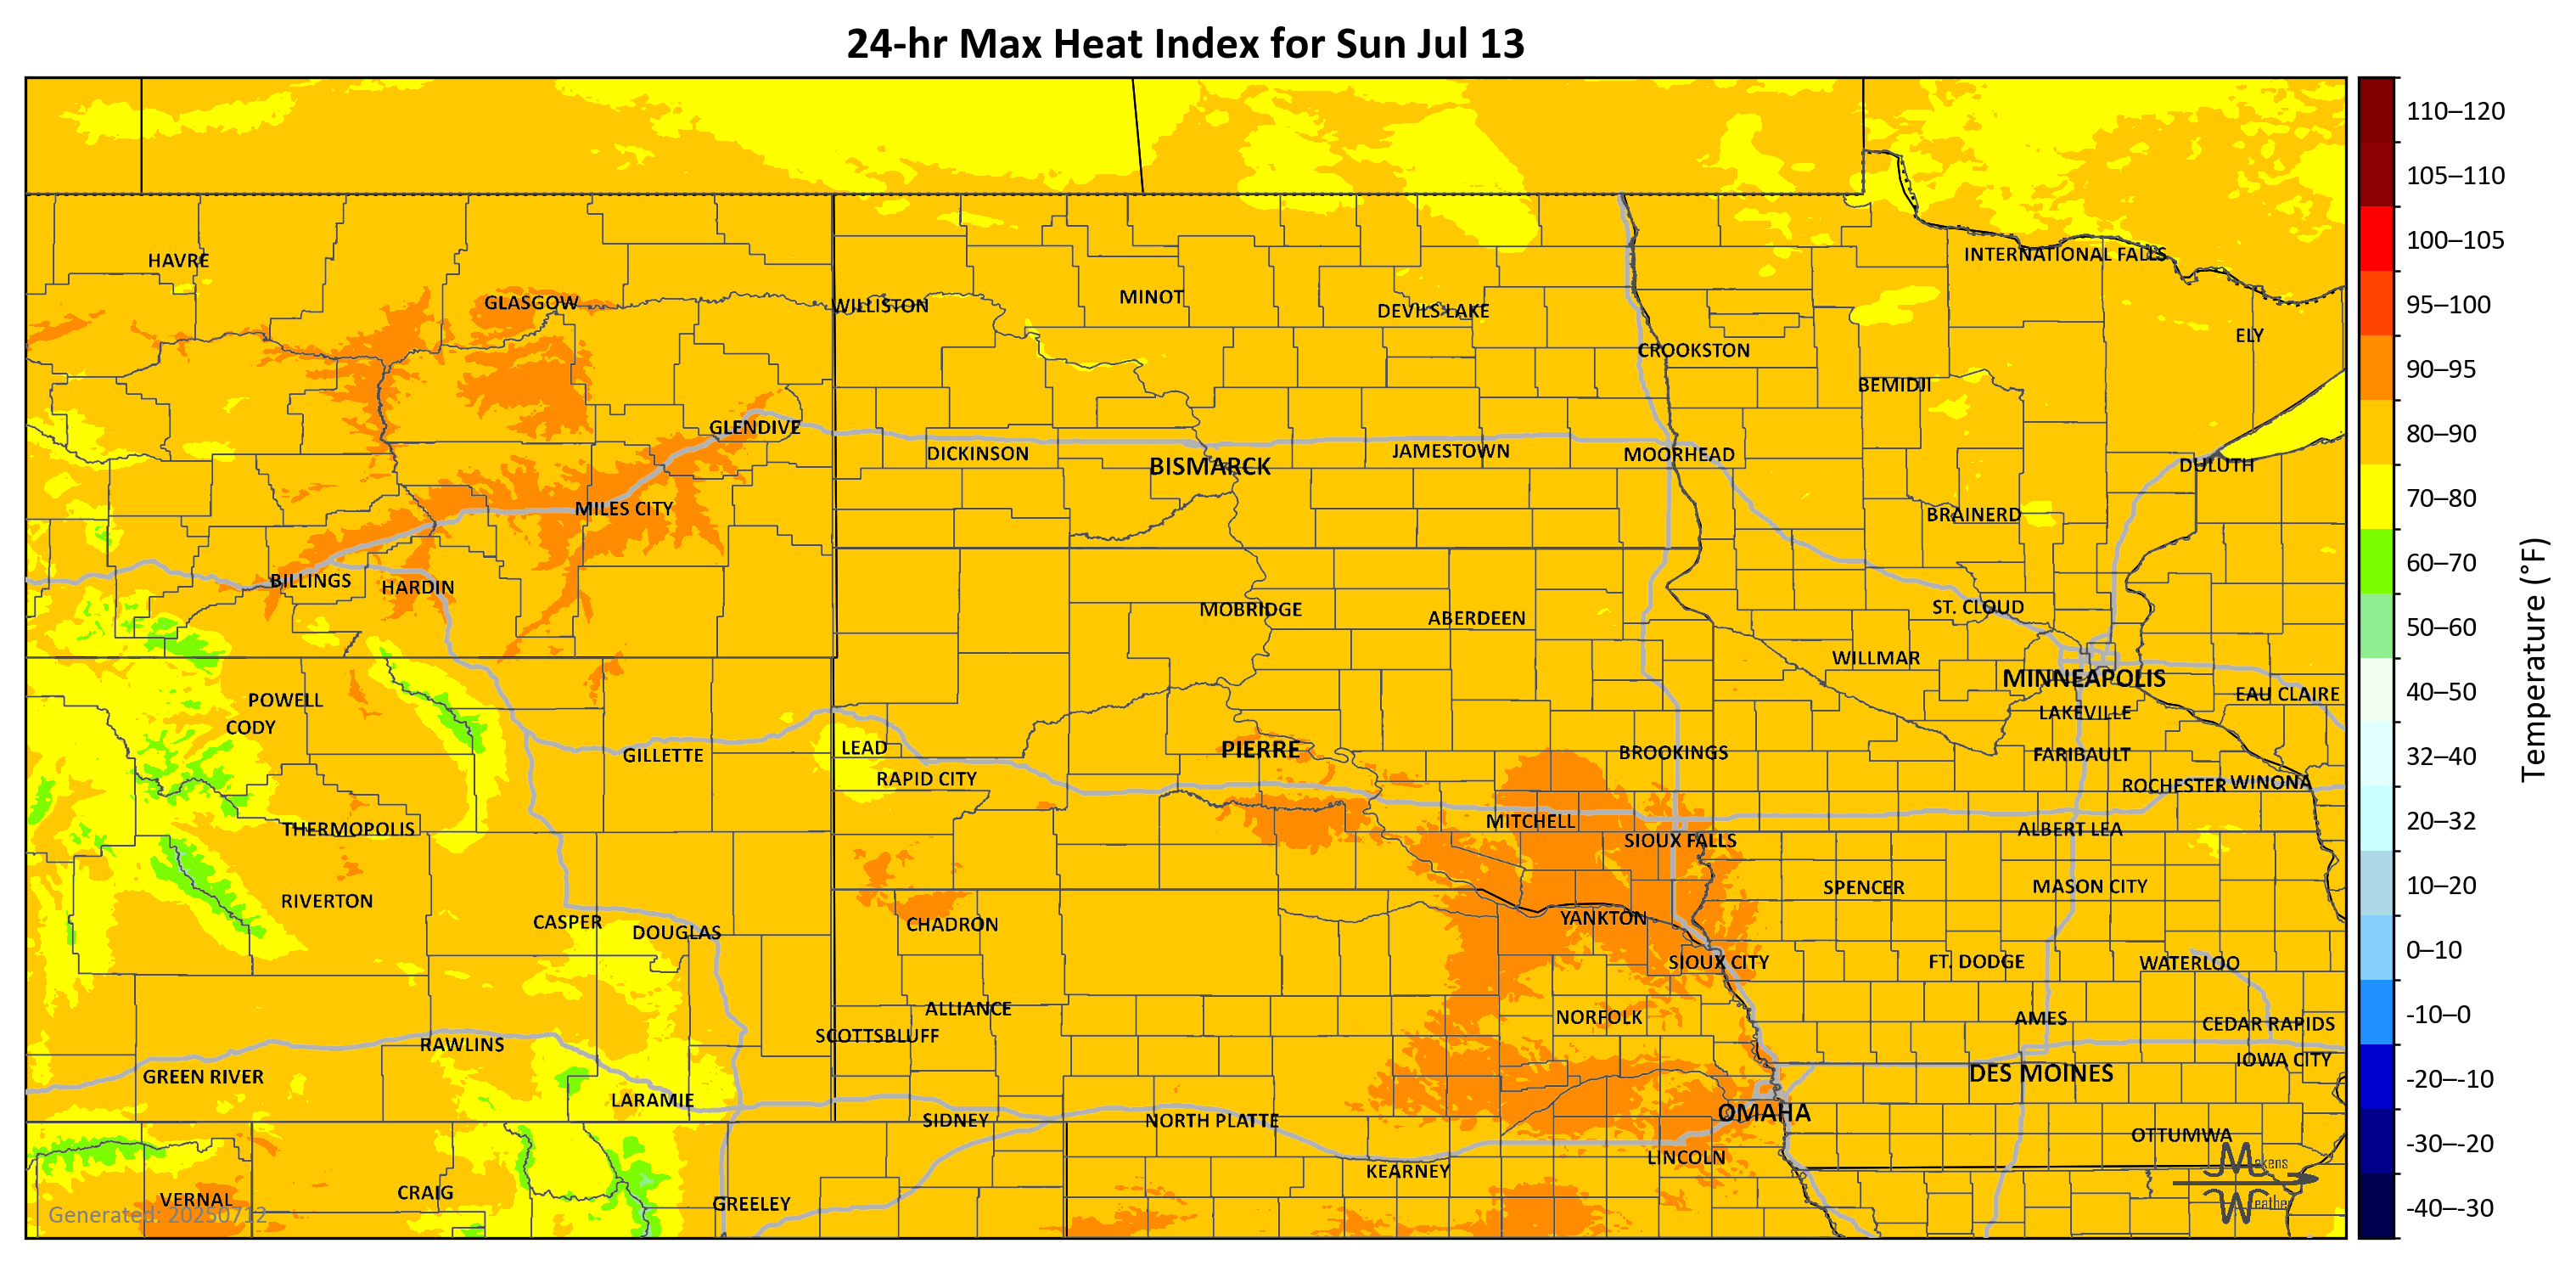 24-hr Max Heat Index for Sun Jul 13
110–120
105–110
HAVRE
INTERNATIONAL FALLS
100–105
GLASGOW
WILLISTON
MINOT
DEVILS LAKE
95–100
ELY
CROOKSTON
90–95
BEMIDJI
GLENDIVE
80–90
DICKINSON
BISMARCK
JAMESTOWN
MOORHEAD
DULUTH
70–80
MILES CITY
BRAINERD
60–70
BILLINGS
HARDIN
MOBRIDGE
ABERDEEN
ST. CLOUD
50–60
WILLMAR
MINNEAPOLIS
Temperature (°F)
POWELL
EAU CLAIRE
40–50
CODY
LAKEVILLE
GILLETTE
LEAD
PIERRE
BROOKINGS
FARIBAULT
32–40
RAPID CITY
ROCHESTER
WINONA
THERMOPOLIS
MITCHELL
SIOUX FALLS
ALBERT LEA
20–32
RIVERTON
SPENCER
MASON CITY
10–20
CASPER
DOUGLAS
CHADRON
YANKTON
SIOUX CITY
FT. DODGE
WATERLOO
0–10
ALLIANCE
NORFOLK
AMES
CEDAR RAPIDS
-10–0
SCOTTSBLUFF
RAWLINS
IOWA CITY
GREEN RIVER
DES MOINES
-20–-10
LARAMIE
SIDNEY
NORTH PLATTE
OMAHA
OTTUMWA
-30–-20
KEARNEY
LINCOLN
Makens
Weather
VERNAL
CRAIG
GREELEY
-40–-30
Generated: 20250712